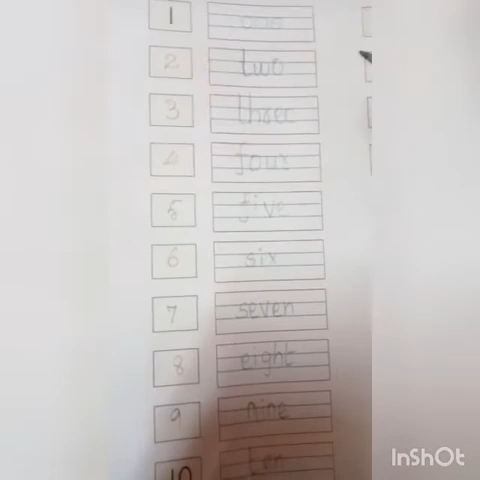 1 one
2 two
3 three
4 four
5 five
6 six
7 seven
8 eight
9 nine
10 ten
InShOt